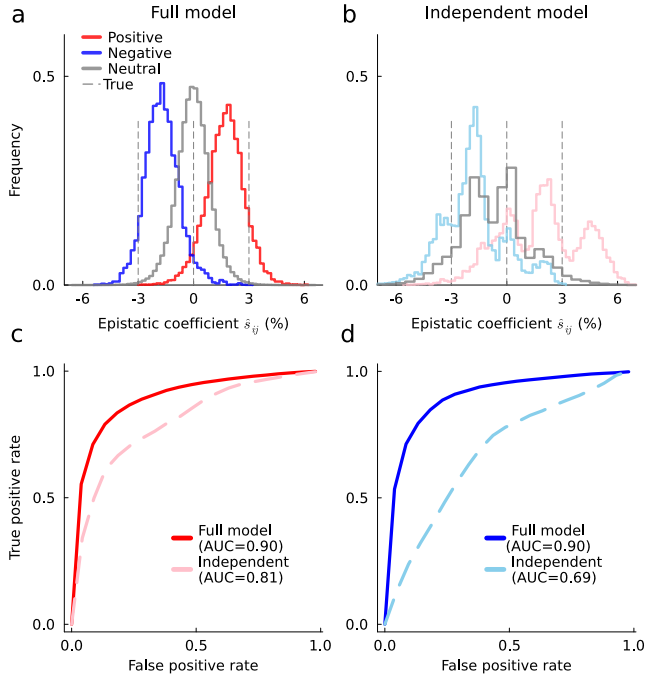 a
Full model
b
Independent model
Positive
Negative
Neutral
True
Frequency
0.5
0.0
-6
-3
0
3
6
Epistatic coefficient ŝij (%)
0.5
0.0
-6
-3
0
3
6
Epistatic coefficient ŝij (%)
c
True positive rate
1.0
0.5
0.0
Full model
(AUC=0.90)
Independent
(AUC=0.81)
0.0
0.5
1.0
False positive rate
d
1.0
0.5
0.0
Full model
(AUC=0.90)
Independent
(AUC=0.69)
0.0
0.5
1.0
False positive rate